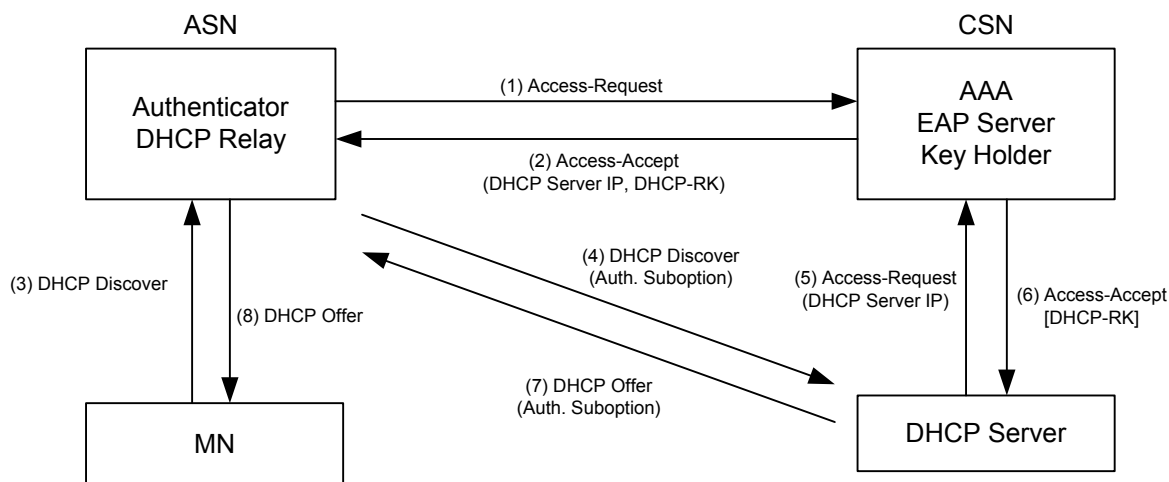 ASN
CSN
Authenticator
DHCP Relay
(1) Access-Request
AAA
EAP Server
Key Holder
(2) Access-Accept
(DHCP Server IP, DHCP-RK)
(3) DHCP Discover
(8) DHCP Offer
(4) DHCP Discover
(Auth. Suboption)
(5) Access-Request
(DHCP Server IP)
(6) Access-Accept
[DHCP-RK]
(7) DHCP Offer
(Auth. Suboption)
MN
DHCP Server